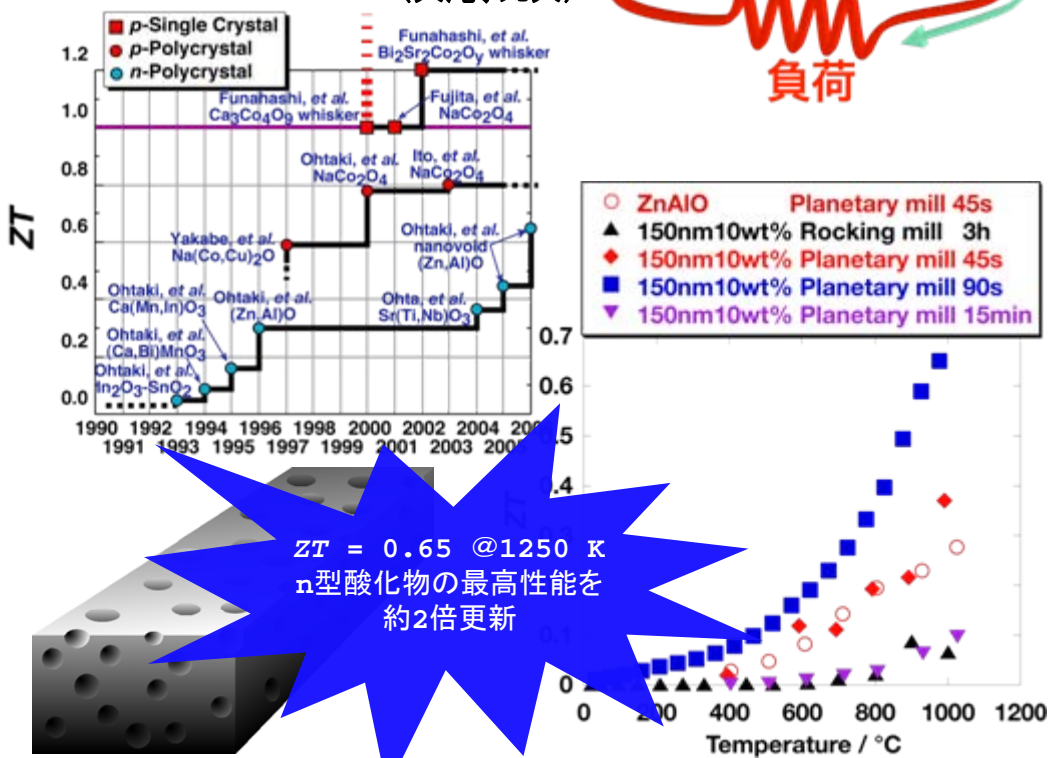 負荷
p-Single Crystal
p-Polycrystal
n-Polycrystal
ZT
1.2
1.0
0.8
0.6
0.4
0.2
0.0
Funahashi, et al.
Bi2Sr2Co2Oy whisker
Funahashi, et al.
Ca3Co4O9 whisker
Fujita, et al.
NaCo2O4
Ohtaki, et al.
NaCo2O4
Ito, et al.
NaCo2O4
Yakabe, et al.
Na(Co,Cu)2O
Ohtaki, et al.
nanovoid
(Zn,Al)O
Ohtaki, et al.
Ca(Mn,In)O3
Ohtaki, et al.
(Zn,Al)O
Ohta, et al.
Sr(Ti,Nb)O3
Ohtaki, et al.
(Ca,Bi)MnO3
Ohtaki, et al.
In2O3-SnO2
1990 1992 1994 1996 1998 2000 2002 2004
1991 1993 1995 1997 1999 2001 2003
ZnAlO Planetary mill 45s
150nm10wt% Rocking mill 3h
150nm10wt% Planetary mill 45s
150nm10wt% Planetary mill 90s
150nm10wt% Planetary mill 15min
0.7
0.6
0.5
0.4
0.1
0
ZT
0 200 400 600 800 1000 1200
Temperature / °C
ZT = 0.65 @1250 K
n型酸化物の最高性能を
約2倍更新